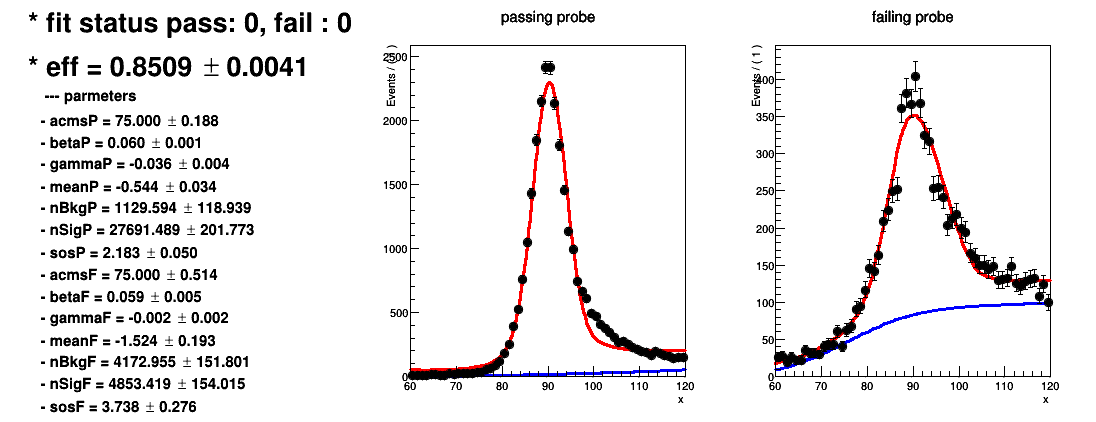 * fit status pass: 0, fail : 0
* eff = 0.8509 ± 0.0041
--- parmeters
- acmsP = 75.000 ± 0.188
- betaP = 0.060 ± 0.001
- gammaP = -0.036 ± 0.004
- meanP = -0.544 ± 0.034
- nBkgP = 1129.594 ± 118.939
- nSigP = 27691.489 ± 201.773
- sosP = 2.183 ± 0.050
- acmsF = 75.000 ± 0.514
- betaF = 0.059 ± 0.005
- gammaF = -0.002 ± 0.002
- meanF = -1.524 ± 0.193
- nBkgF = 4172.955 ± 151.801
- nSigF = 4853.419 ± 154.015
- sosF = 3.738 ± 0.276
passing probe
Events / ( 1 )
2500
2000
1500
1000
500
0
60 70 80 90 100 110 120
x
failing probe
Events / ( 1 )
400
350
300
250
200
150
100
50
0
60 70 80 90 100 110 120
x